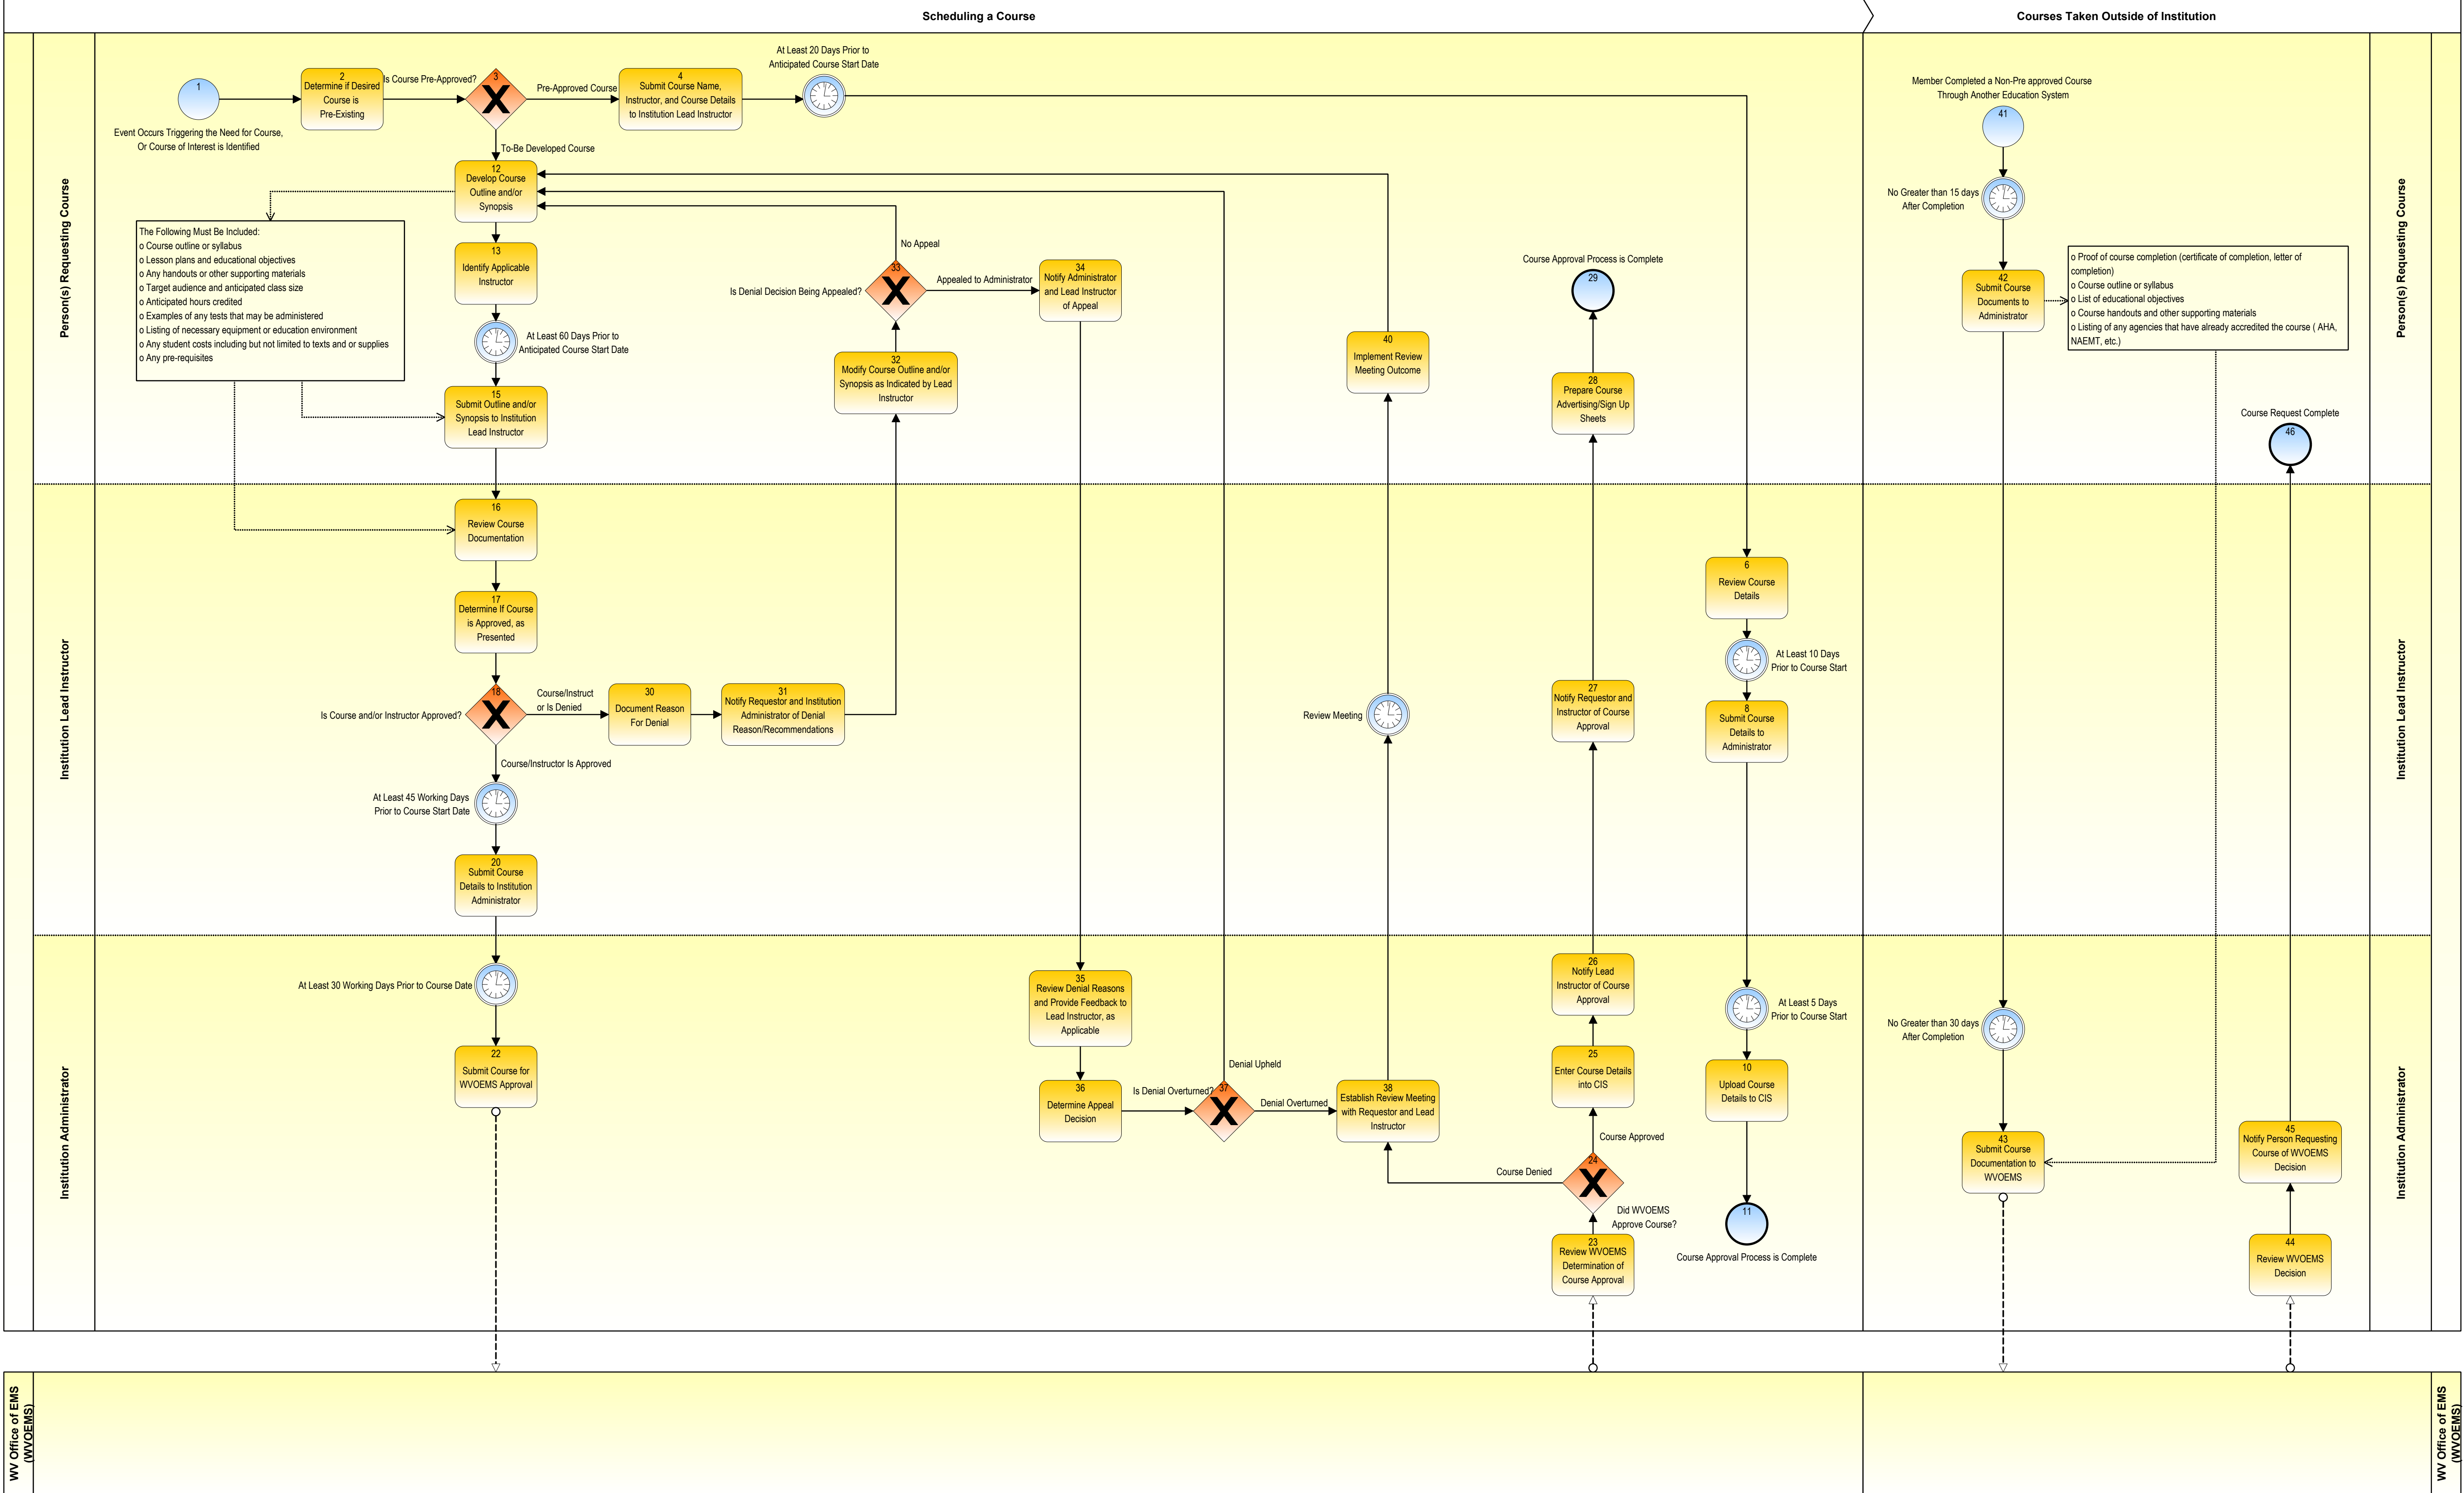 Scheduling a Course
Courses Taken Outside of Institution
Person(s) Requesting Course
Institution Lead Instructor
Institution Administrator
WV Office of EMS
(WVOEMS)
1
Event Occurs Triggering the Need for Course,
Or Course of Interest is Identified
2
Determine if Desired
Course is
Pre-Existing
Is Course Pre-Approved?
3
Pre-Approved Course
To-Be Developed Course
4
Submit Course Name,
Instructor, and Course Details
to Institution Lead Instructor
At Least 20 Days Prior to
Anticipated Course Start Date
12
Develop Course
Outline and/or
Synopsis
The Following Must Be Included:
o Course outline or syllabus
o Lesson plans and educational objectives
o Any handouts or other supporting materials
o Target audience and anticipated class size
o Anticipated hours credited
o Examples of any tests that may be administered
o Listing of necessary equipment or education environment
o Any student costs including but not limited to texts and or supplies
o Any pre-requisites
13
Identify Applicable
Instructor
At Least 60 Days Prior to
Anticipated Course Start Date
15
Submit Outline and/or
Synopsis to Institution
Lead Instructor
No Appeal
33
Is Denial Decision Being Appealed?
Appealed to Administrator
34
Notify Administrator
and Lead Instructor
of Appeal
32
Modify Course Outline and/or
Synopsis as Indicated by Lead
Instructor
40
Implement Review
Meeting Outcome
Course Approval Process is Complete
29
28
Prepare Course
Advertising/Sign Up
Sheets
16
Review Course
Documentation
17
Determine If Course
is Approved, as
Presented
18
Is Course and/or Instructor Approved?
Course/Instruct
or Is Denied
Course/Instructor Is Approved
30
Document Reason
For Denial
31
Notify Requestor and Institution
Administrator of Denial
Reason/Recommendations
At Least 45 Working Days
Prior to Course Start Date
20
Submit Course
Details to Institution
Administrator
Review Meeting
27
Notify Requestor and
Instructor of Course
Approval
6
Review Course
Details
At Least 10 Days
Prior to Course Start
8
Submit Course
Details to
Administrator
At Least 30 Working Days Prior to Course Date
22
Submit Course for
WVOEMS Approval
35
Review Denial Reasons
and Provide Feedback to
Lead Instructor, as
Applicable
36
Determine Appeal
Decision
Is Denial Overturned?
37
Denial Upheld
Denial Overturned
38
Establish Review Meeting
with Requestor and Lead
Instructor
26
Notify Lead
Instructor of Course
Approval
25
Enter Course Details
into CIS
Course Approved
Course Denied
24
Did WVOEMS
Approve Course?
23
Review WVOEMS
Determination of
Course Approval
At Least 5 Days
Prior to Course Start
10
Upload Course
Details to CIS
11
Course Approval Process is Complete
Member Completed a Non-Pre approved Course
Through Another Education System
41
No Greater than 15 days
After Completion
42
Submit Course
Documents to
Administrator
o Proof of course completion (certificate of completion, letter of
completion)
o Course outline or syllabus
o List of educational objectives
o Course handouts and other supporting materials
o Listing of any agencies that have already accredited the course ( AHA,
NAEMT, etc.)
Course Request Complete
46
No Greater than 30 days
After Completion
43
Submit Course
Documentation to
WVOEMS
45
Notify Person Requesting
Course of WVOEMS
Decision
44
Review WVOEMS
Decision
Person(s) Requesting Course
Institution Lead Instructor
Institution Administrator
WV Office of EMS
(WVOEMS)